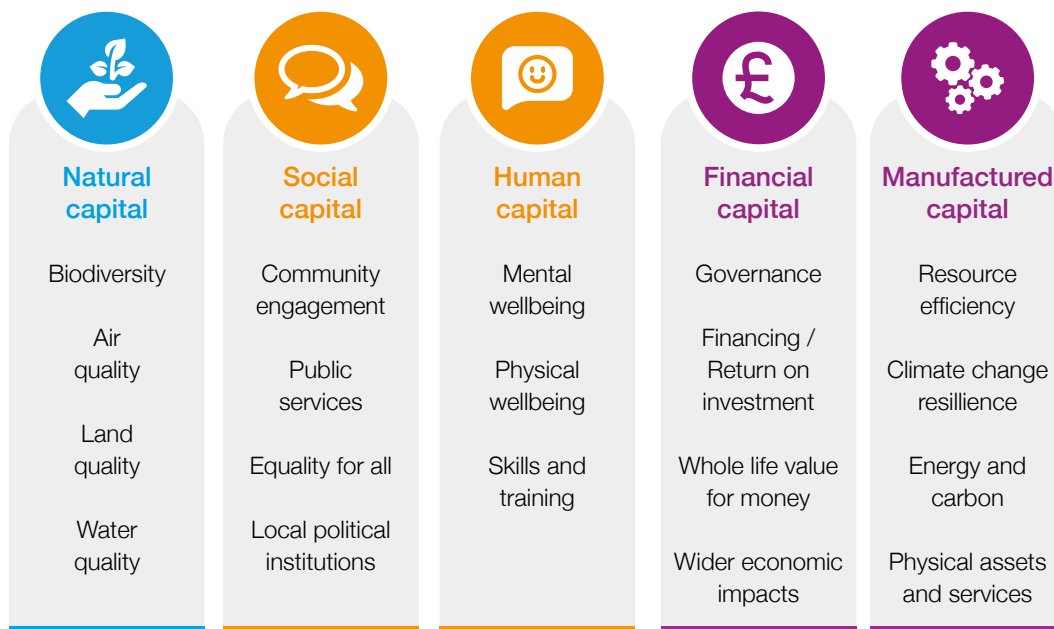 Natural
capital
Biodiversity
Air
quality
Land
quality
Water
quality
Social
capital
Community
engagement
Public
services
Equality for all
Local political
institutions
Human
capital
Mental
wellbeing
Physical
wellbeing
Skills and
training
£
Financial
capital
Governance
Financing /
Return on
investment
Whole life value
for money
Wider economic
impacts
Manufactured
capital
Resource
efficiency
Climate change
resillience
Energy and
carbon
Physical assets
and services